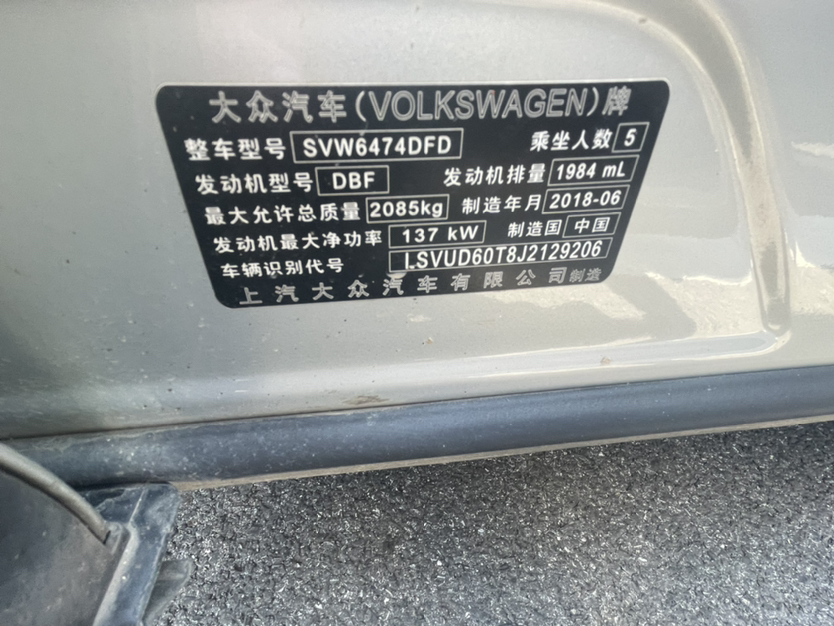 大众汽车(VOLKSWAGEN)牌
整车型号 SVW6474DFD 乘坐人数 5
发动机型号 DBF 发动机排量 1984 mL
最大允许总质量 2085kg 制造年月 2018-06
发动机最大净功率 137 kW 制造国 中国
车辆识别代号 LSVUD60T8J2129206
上汽大众汽车有限公司制造